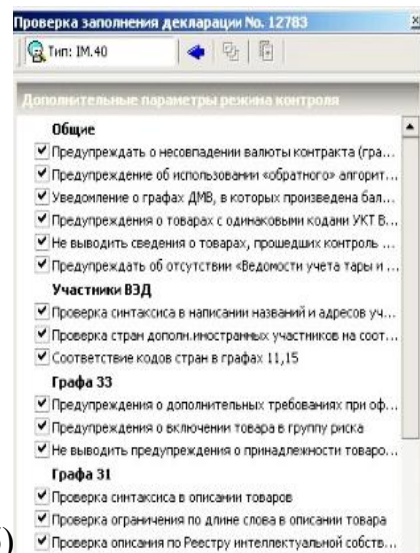 Проверка заполнения декларации No. 12783
Тип: IM.40
Дополнительные параметры режима контроля
Общие
Предупреждать о несовпадении валюты контракта (гра...
Предупреждение об использовании «обратного» алгорит...
Уведомление о графах ДМВ, в которых произведена бал...
Предупреждения о товарах с одинаковыми кодами УКТ В...
Не выводить сведения о товарах, прошедших контроль ...
Предупреждать об отсутствии «Ведомости учета тары и ...
Участники ВЭД
Проверка синтаксиса в написании названий и адресов уч...
Проверка стран дополн.иностранных участников на соот...
Соответствие кодов стран в графах 11,15
Графа 33
Предупреждения о дополнительных требованиях при оф...
Предупреждения о включении товара в группу риска
Не выводить предупреждения о принадлежности товаро...
Графа 31
Проверка синтаксиса в описании товаров
Проверка ограничения по длине слова в описании товара
Проверка описания по Реестру интеллектуальной собств...